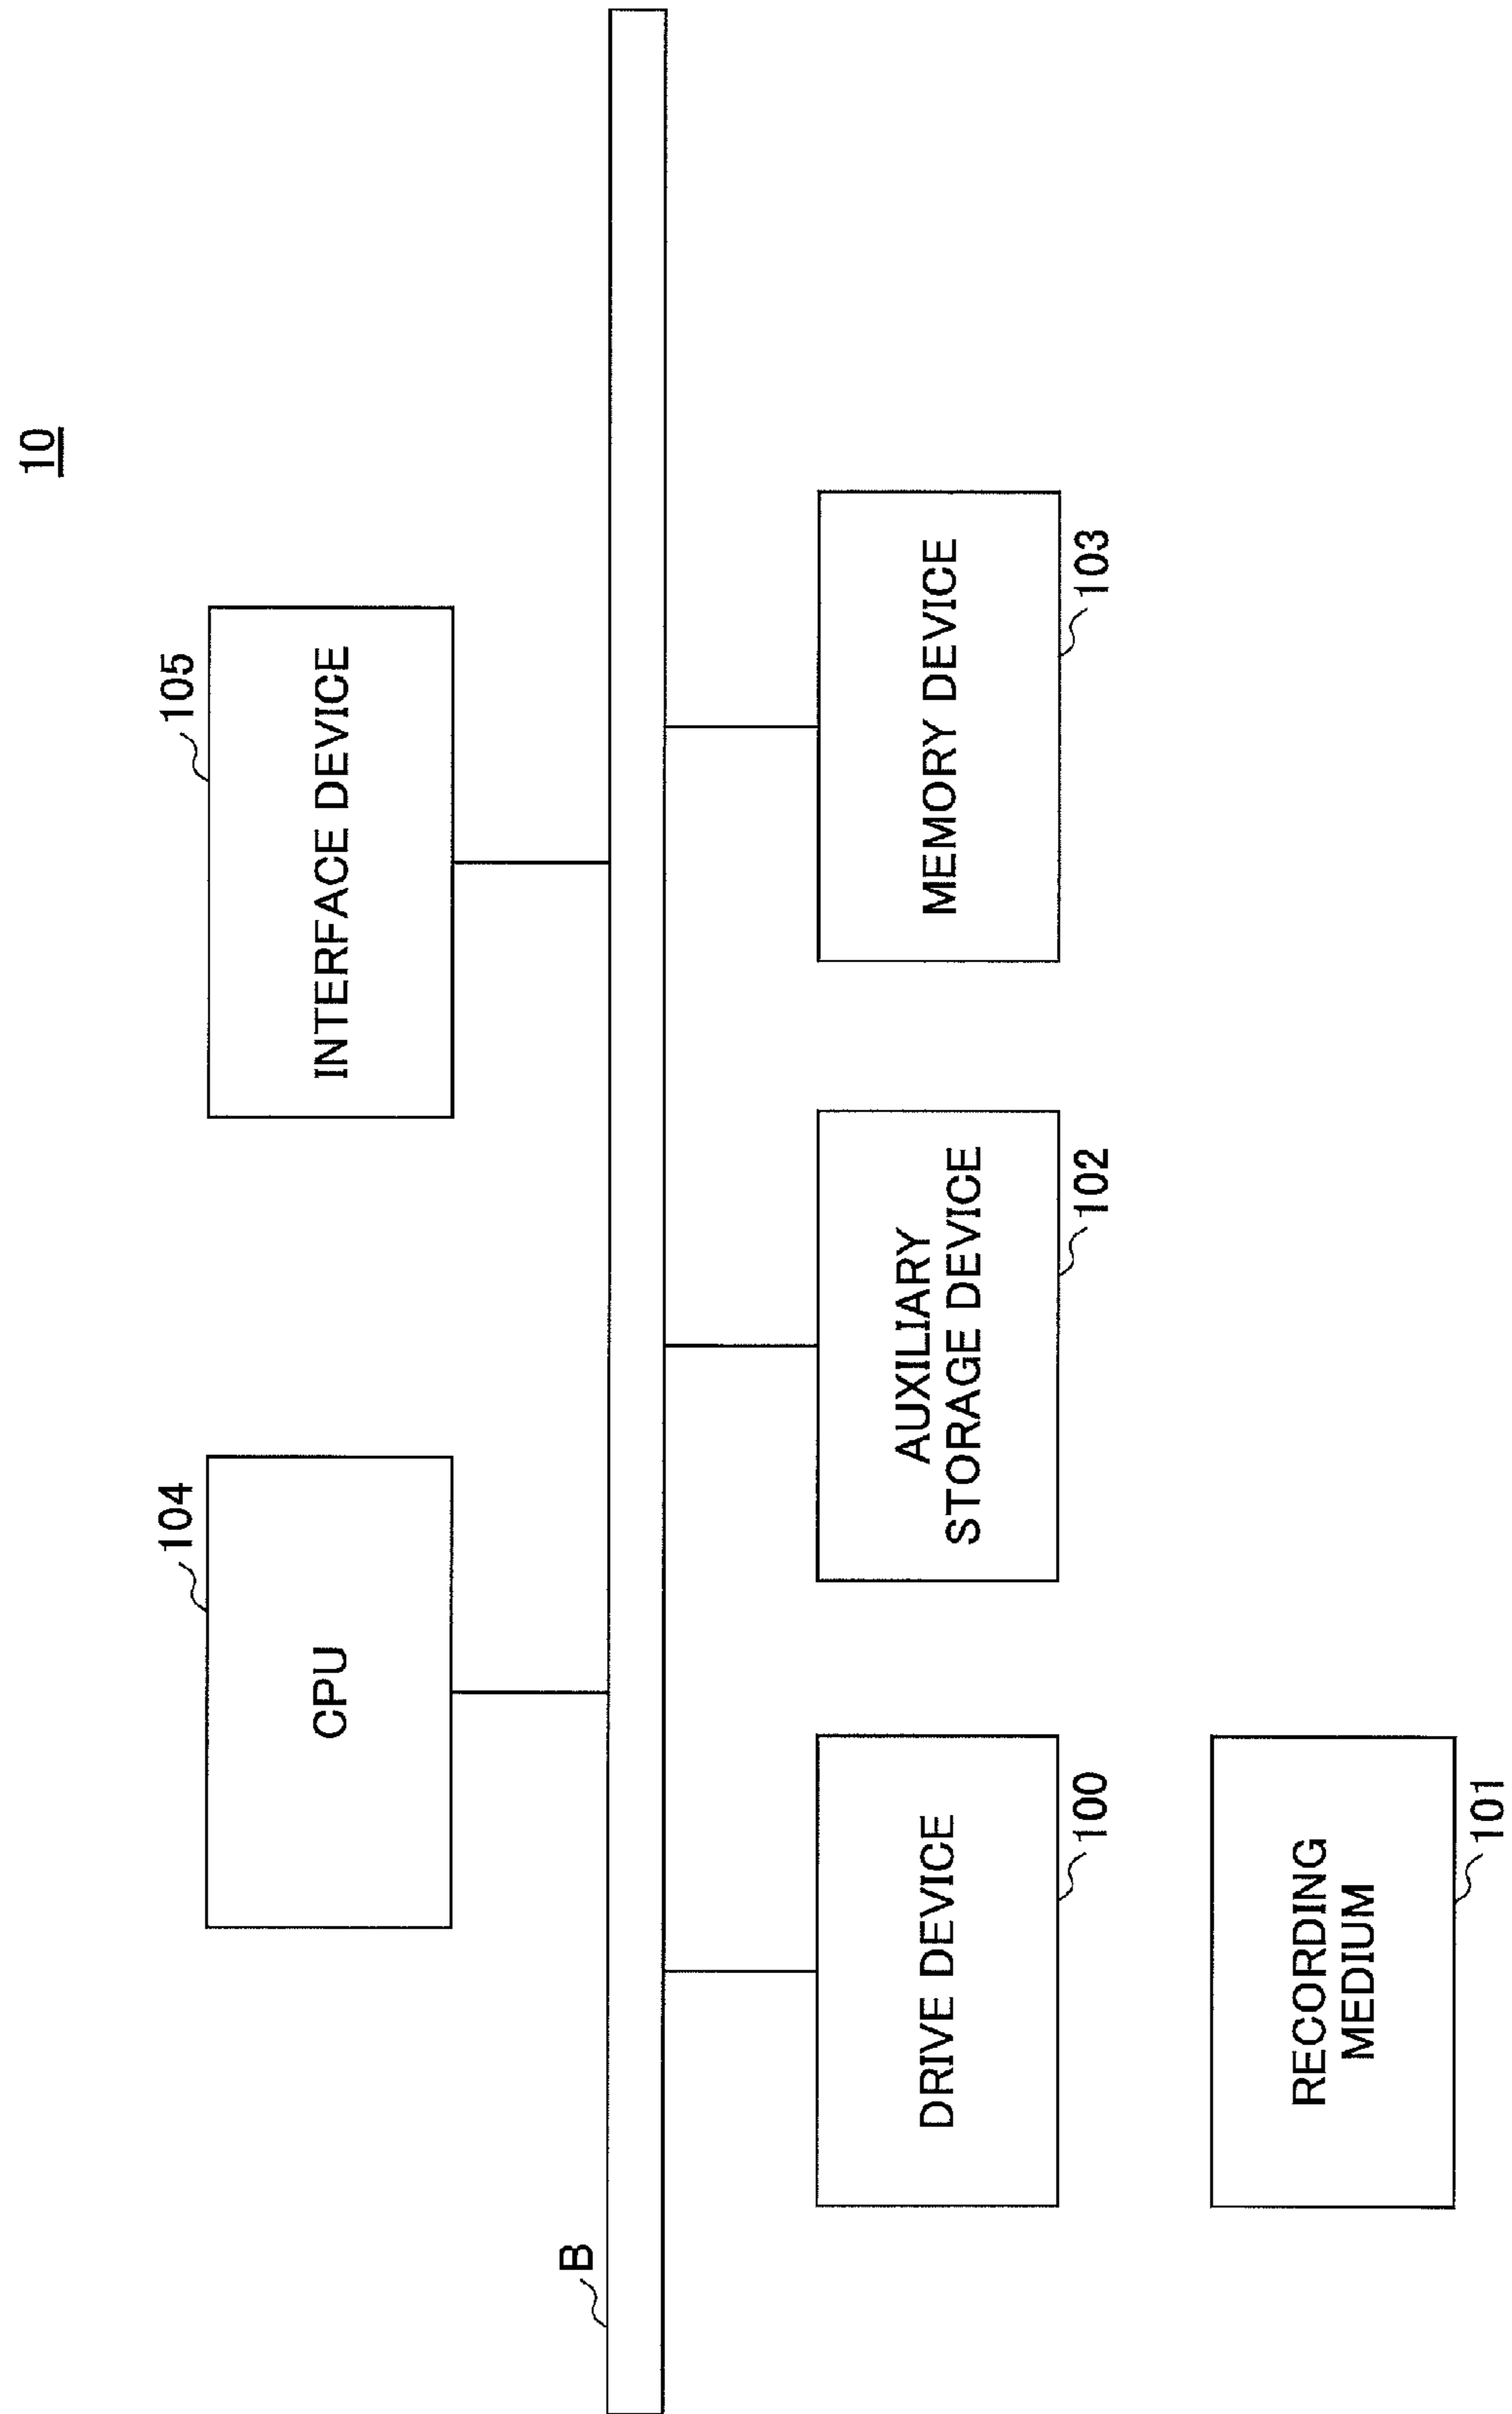 10
104
CPU
105
INTERFACE DEVICE
B
DRIVE DEVICE
100
AUXILIARY
STORAGE DEVICE
102
MEMORY DEVICE
103
RECORDING
MEDIUM
101